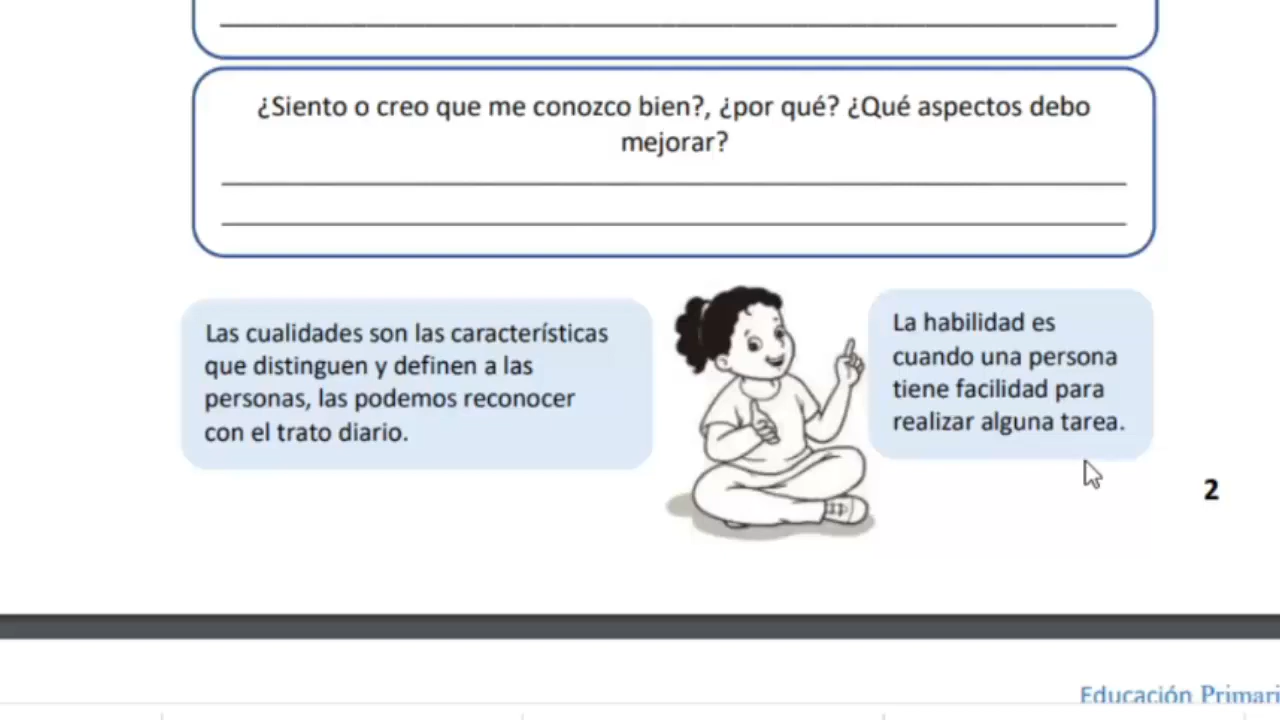 ¿Siento o creo que me conozco bien?, ¿por qué? ¿Qué aspectos debo
mejorar?
Las cualidades son las características
que distinguen y definen a las
personas, las podemos reconocer
con el trato diario.
La habilidad es
cuando una persona
tiene facilidad para
realizar alguna tarea.
2
Educación Primari